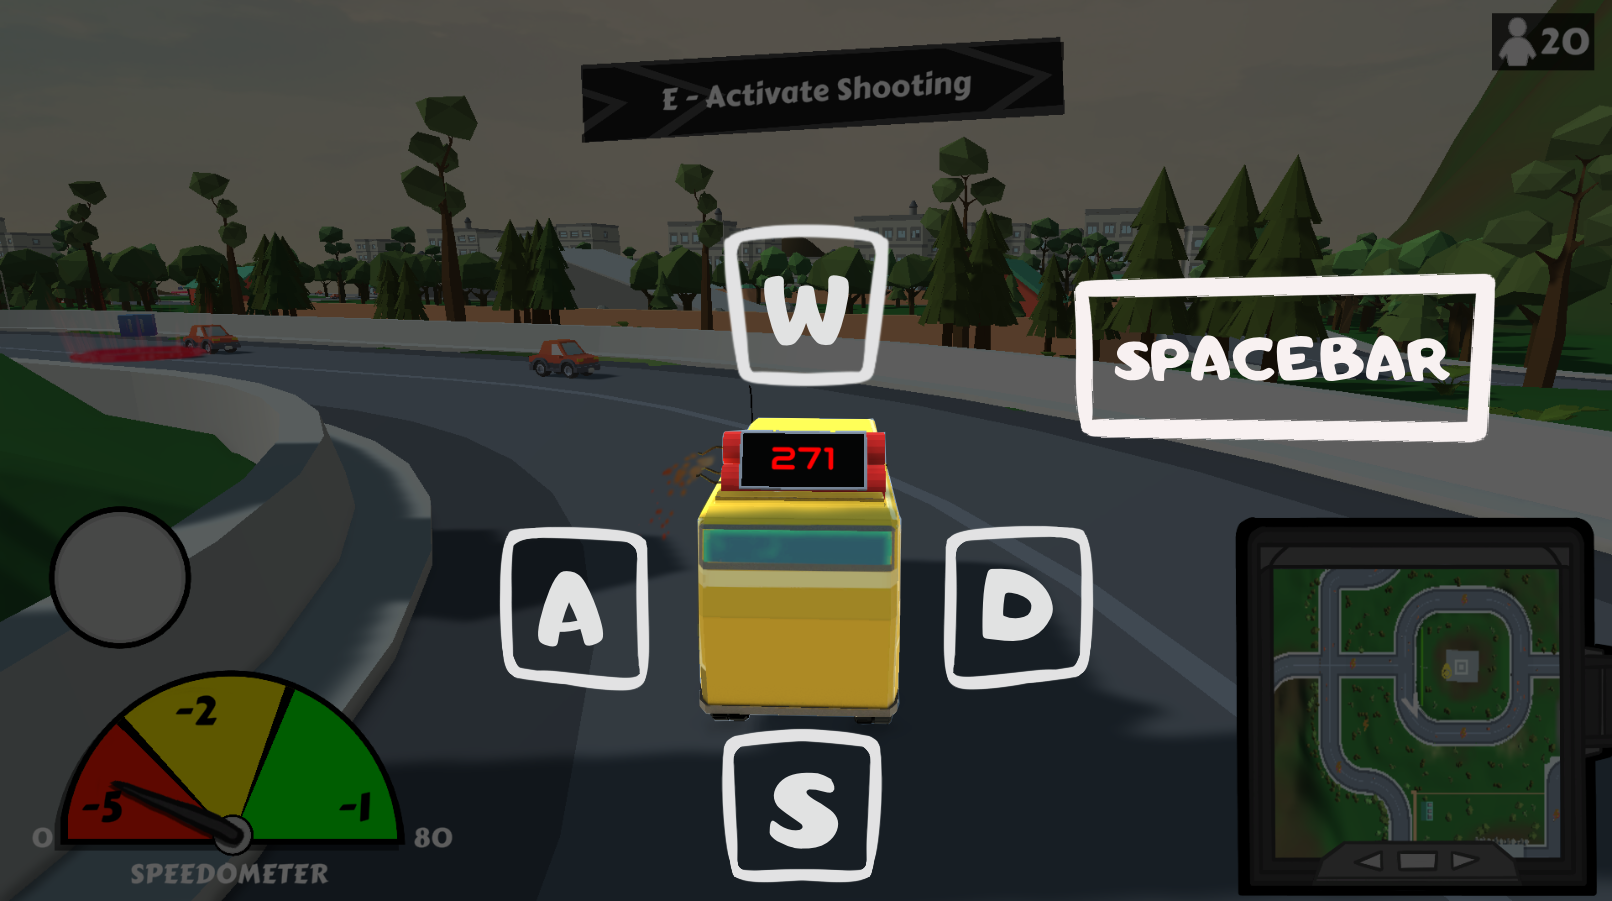 E - Activate Shooting
20
W
SPACEBAR
271
A
D
-2
-5
-1
0
80
SPEEDOMETER
S